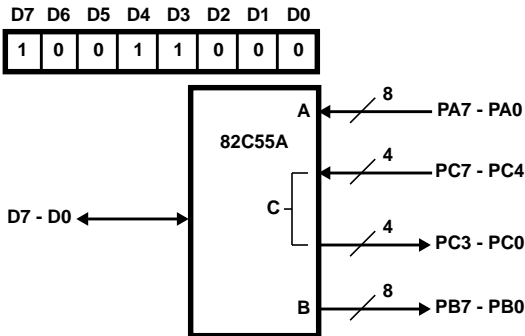 D7 D6 D5 D4 D3 D2 D1 D0
1 0 0 1 1 0 0 0
8
A PA7 - PA0
82C55A
4
PC7 - PC4
C
D7 - D0
4
PC3 - PC0
8
B PB7 - PB0